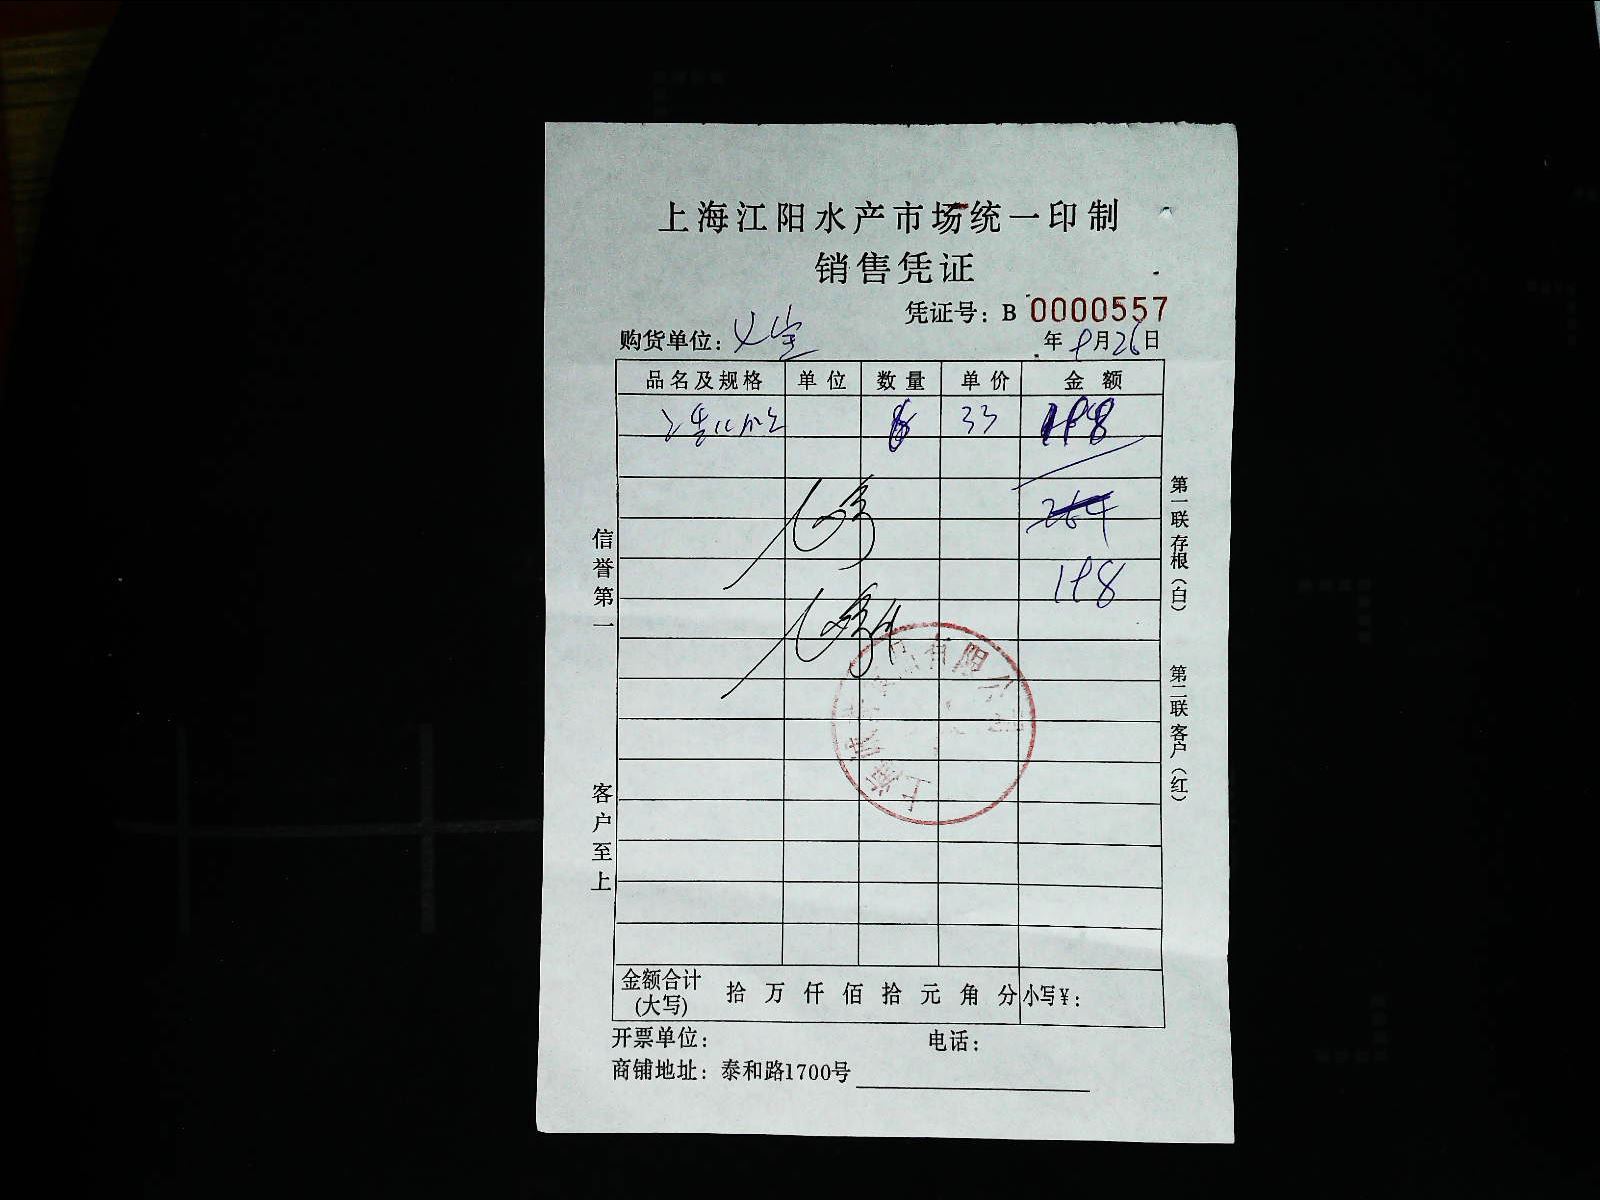 上海江阳水产市场统一印制
销售凭证
凭证号：B 0000557
购货单位：
年 9月26日
品名及规格 单位 数量 单价 金额
6 33 198
264
198
信誉第一
客户至上
第一联存根（白）
第二联客户（红）
金额合计(大写) 拾 万 仟 佰 拾 元 角 分 小写￥：
开票单位： 电话：
商铺地址：泰和路1700号